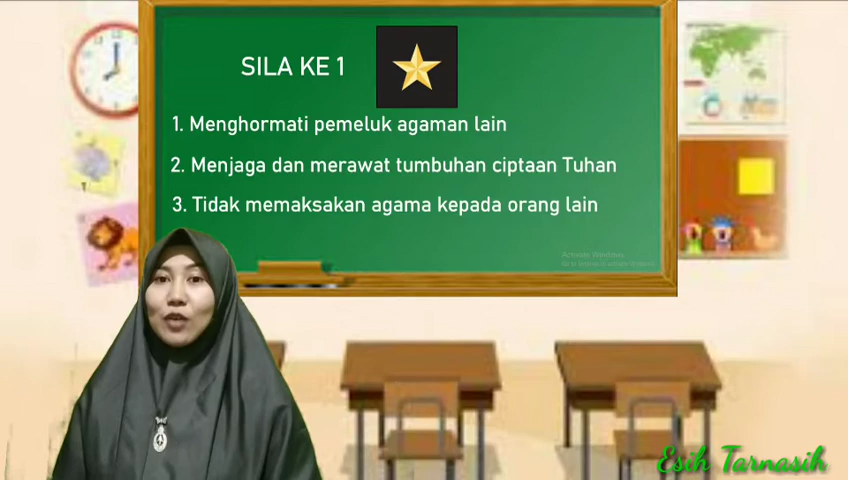 SILA KE 1
1. Menghormati pemeluk agaman lain
2. Menjaga dan merawat tumbuhan ciptaan Tuhan
3. Tidak memaksakan agama kepada orang lain
Activate Windows
Esih Tarnasih